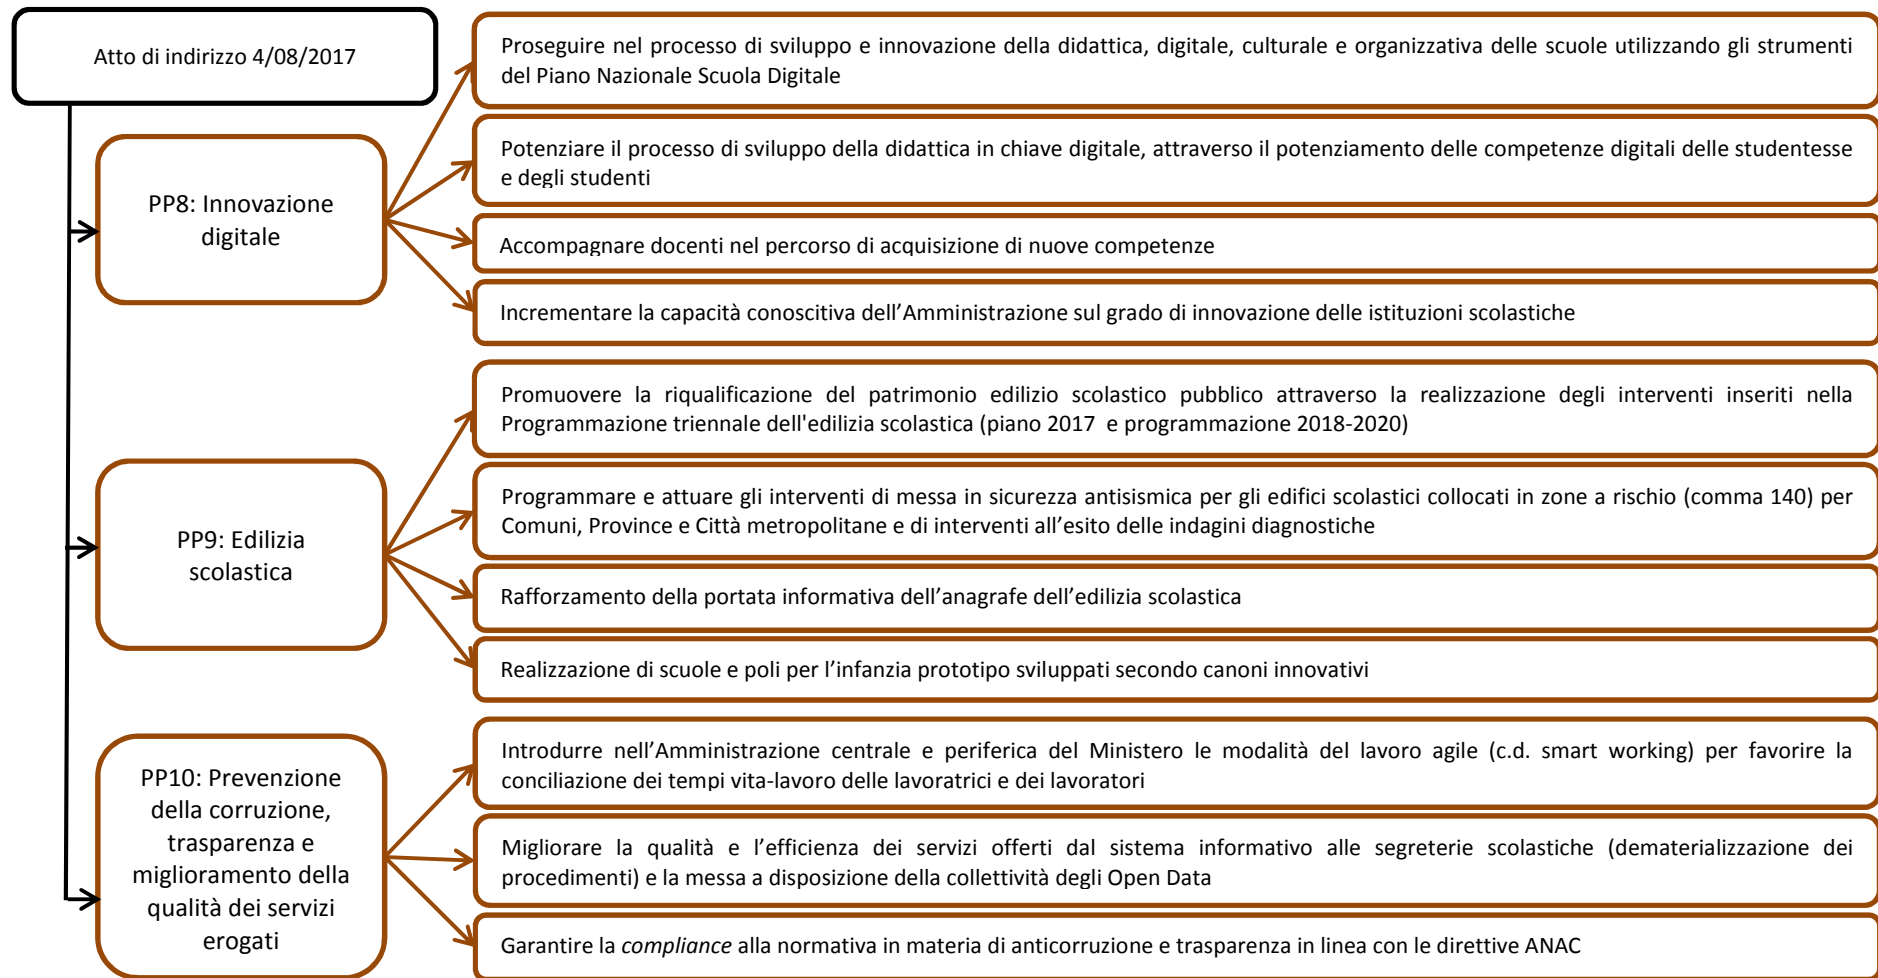 Atto di indirizzo 4/08/2017
PP8: Innovazione
digitale
Proseguire nel processo di sviluppo e innovazione della didattica, digitale, culturale e organizzativa delle scuole utilizzando gli strumenti
del Piano Nazionale Scuola Digitale
Potenziare il processo di sviluppo della didattica in chiave digitale, attraverso il potenziamento delle competenze digitali delle studentesse
e degli studenti
Accompagnare docenti nel percorso di acquisizione di nuove competenze
Incrementare la capacità conoscitiva dell’Amministrazione sul grado di innovazione delle istituzioni scolastiche
PP9: Edilizia
scolastica
Promuovere la riqualificazione del patrimonio edilizio scolastico pubblico attraverso la realizzazione degli interventi inseriti nella
Programmazione triennale dell'edilizia scolastica (piano 2017 e programmazione 2018-2020)
Programmare e attuare gli interventi di messa in sicurezza antisismica per gli edifici scolastici collocati in zone a rischio (comma 140) per
Comuni, Province e Città metropolitane e di interventi all’esito delle indagini diagnostiche
Rafforzamento della portata informativa dell’anagrafe dell’edilizia scolastica
Realizzazione di scuole e poli per l’infanzia prototipo sviluppati secondo canoni innovativi
PP10: Prevenzione
della corruzione,
trasparenza e
miglioramento della
qualità dei servizi
erogati
Introdurre nell’Amministrazione centrale e periferica del Ministero le modalità del lavoro agile (c.d. smart working) per favorire la
conciliazione dei tempi vita-lavoro delle lavoratrici e dei lavoratori
Migliorare la qualità e l’efficienza dei servizi offerti dal sistema informativo alle segreterie scolastiche (dematerializzazione dei
procedimenti) e la messa a disposizione della collettività degli Open Data
Garantire la compliance alla normativa in materia di anticorruzione e trasparenza in linea con le direttive ANAC